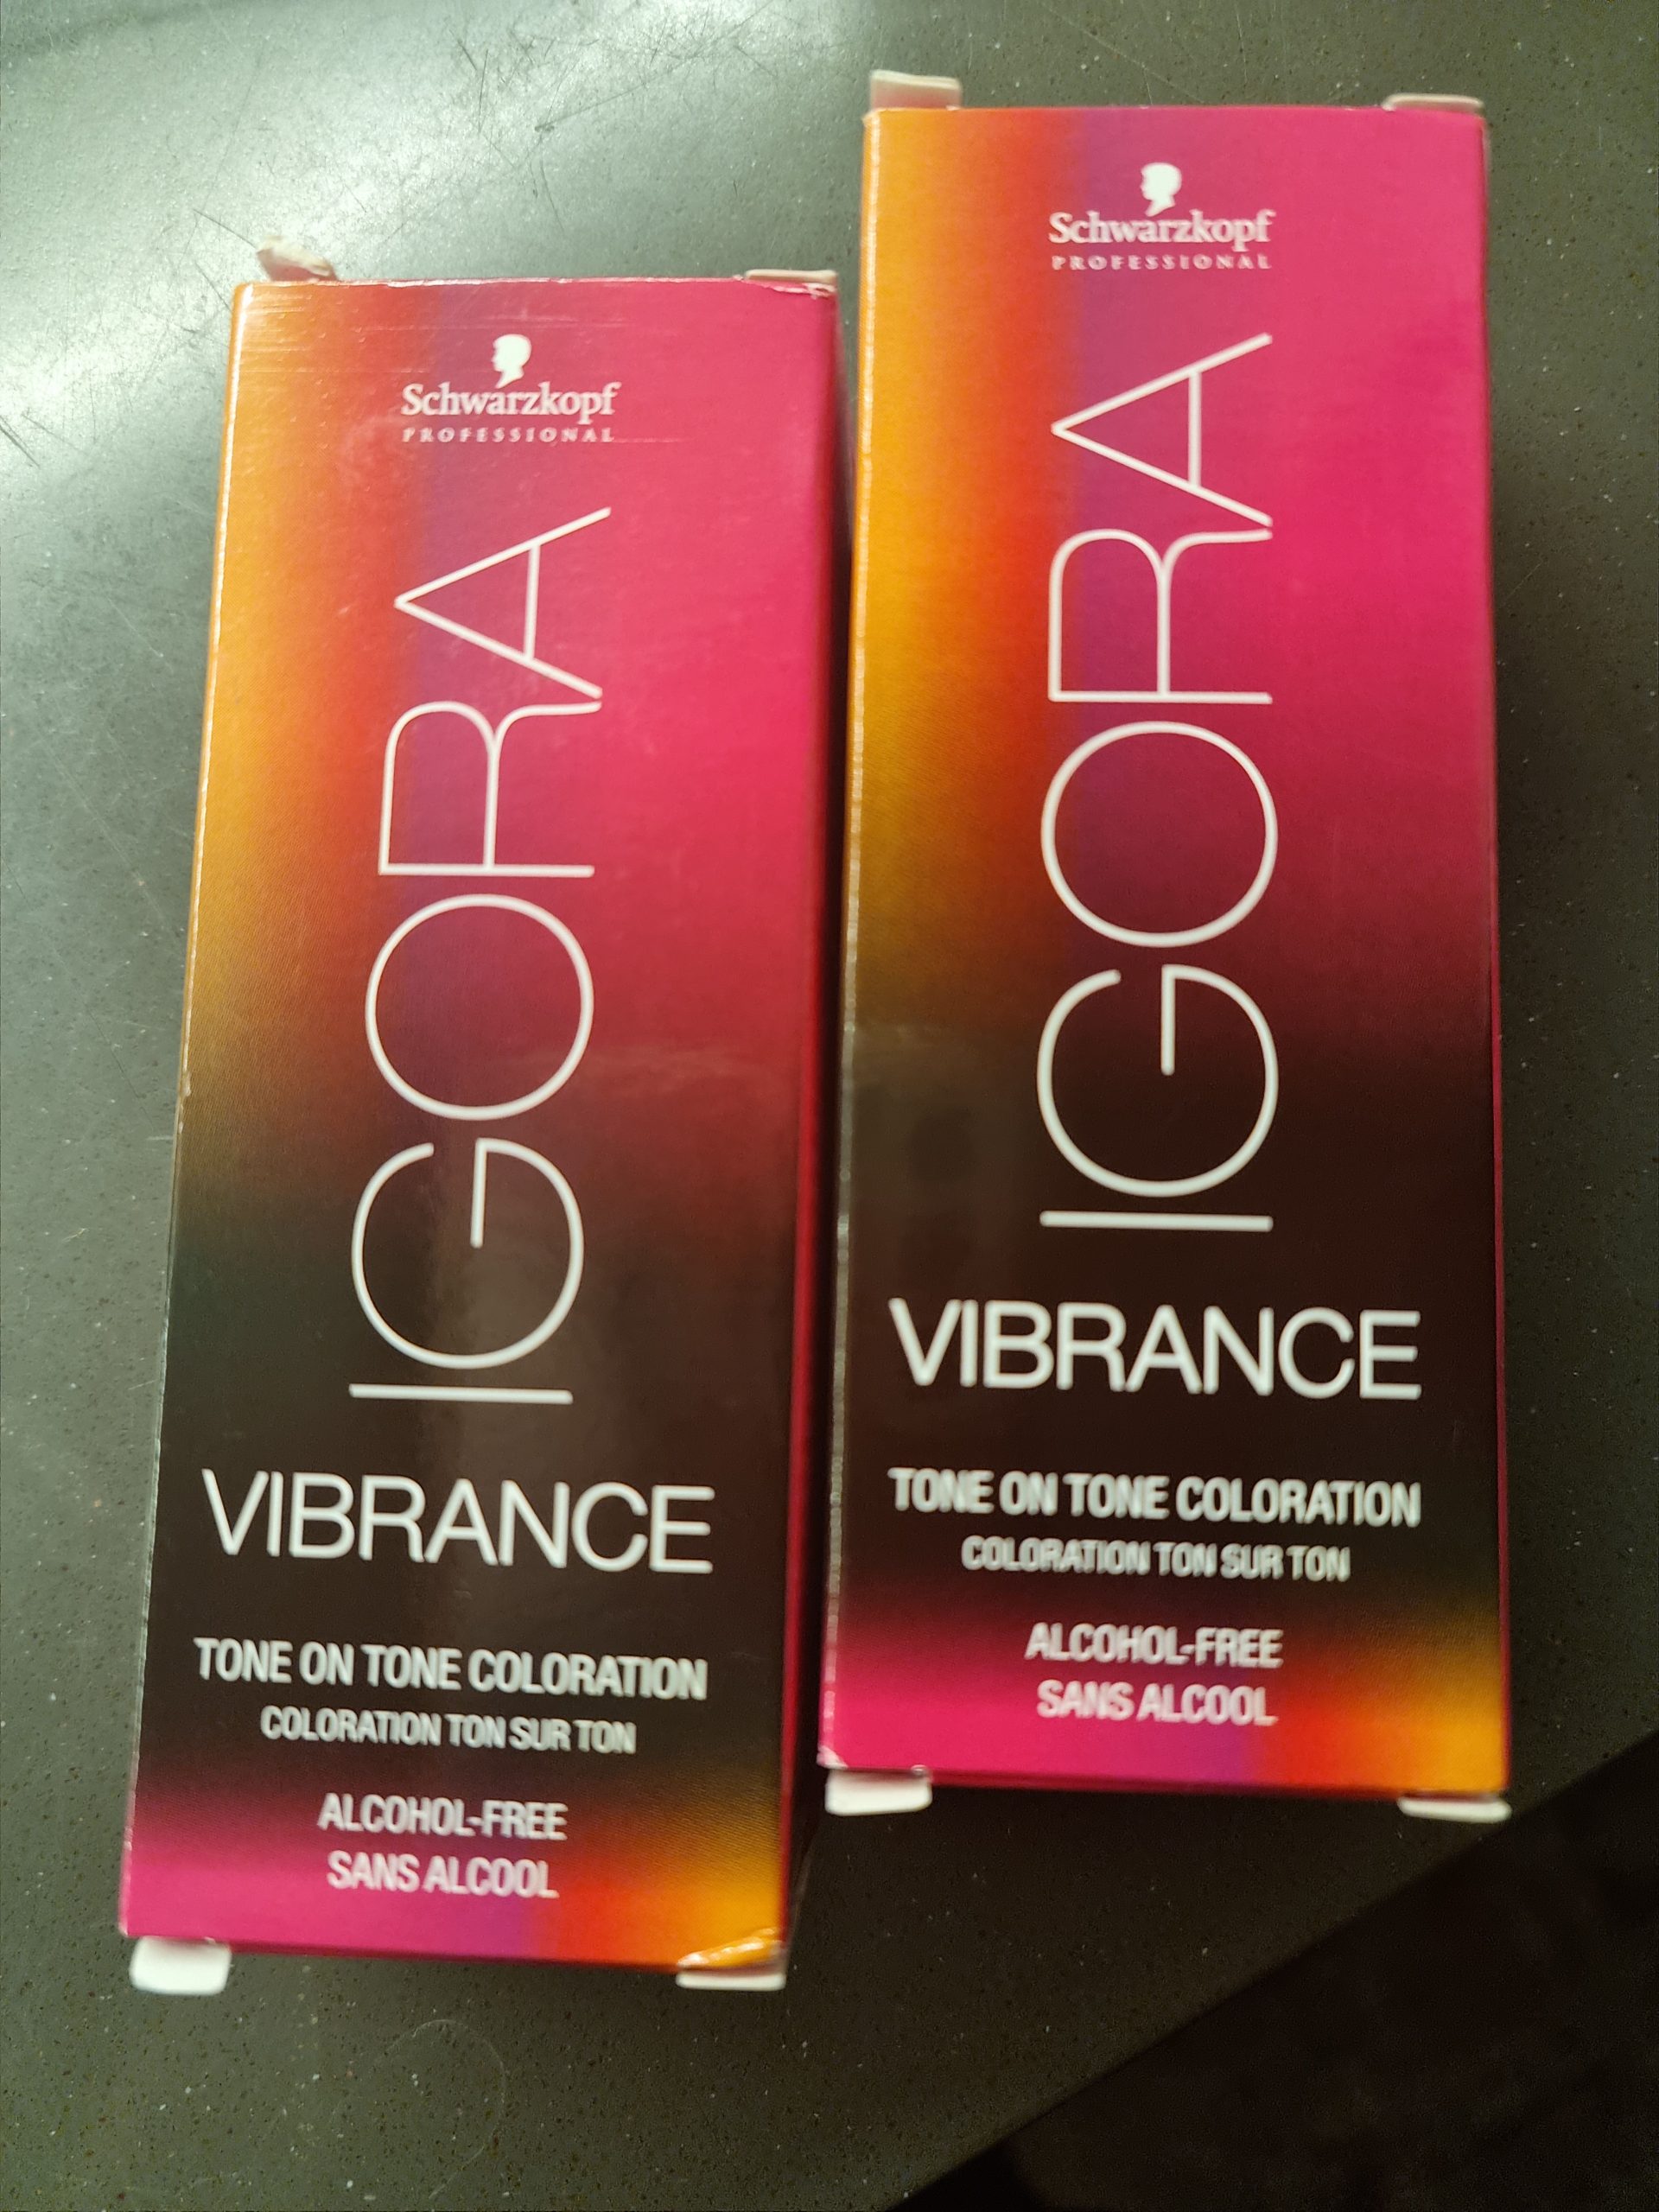 Schwarzkopf
PROFESSIONAL
IGORA
VIBRANCE
TONE ON TONE COLORATION
COLORATION TON SUR TON
ALCOHOL-FREE
SANS ALCOOL
Schwarzkopf
PROFESSIONAL
IGORA
VIBRANCE
TONE ON TONE COLORATION
COLORATION TON SUR TON
ALCOHOL-FREE
SANS ALCOOL